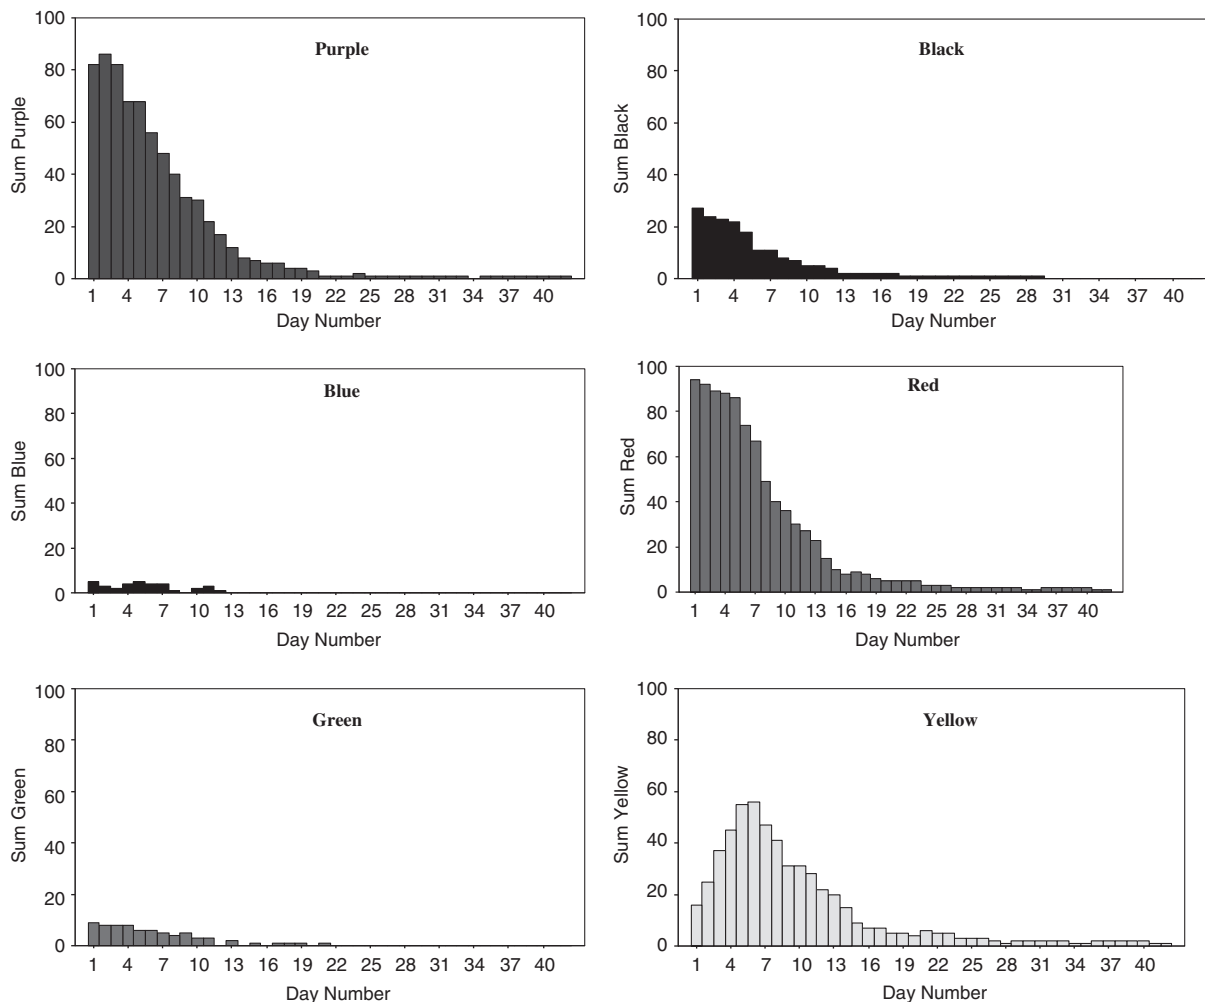 Purple
Sum Purple
100
80
60
40
20
0
1 4 7 10 13 16 19 22 25 28 31 34 37 40
Day Number
Black
Sum Black
100
80
60
40
20
0
1 4 7 10 13 16 19 22 25 28 31 34 37 40
Day Number
Blue
Sum Blue
100
80
60
40
20
0
1 4 7 10 13 16 19 22 25 28 31 34 37 40
Day Number
Red
Sum Red
100
80
60
40
20
0
1 4 7 10 13 16 19 22 25 28 31 34 37 40
Day Number
Green
Sum Green
100
80
60
40
20
0
1 4 7 10 13 16 19 22 25 28 31 34 37 40
Day Number
Yellow
Sum Yellow
100
80
60
40
20
0
1 4 7 10 13 16 19 22 25 28 31 34 37 40
Day Number